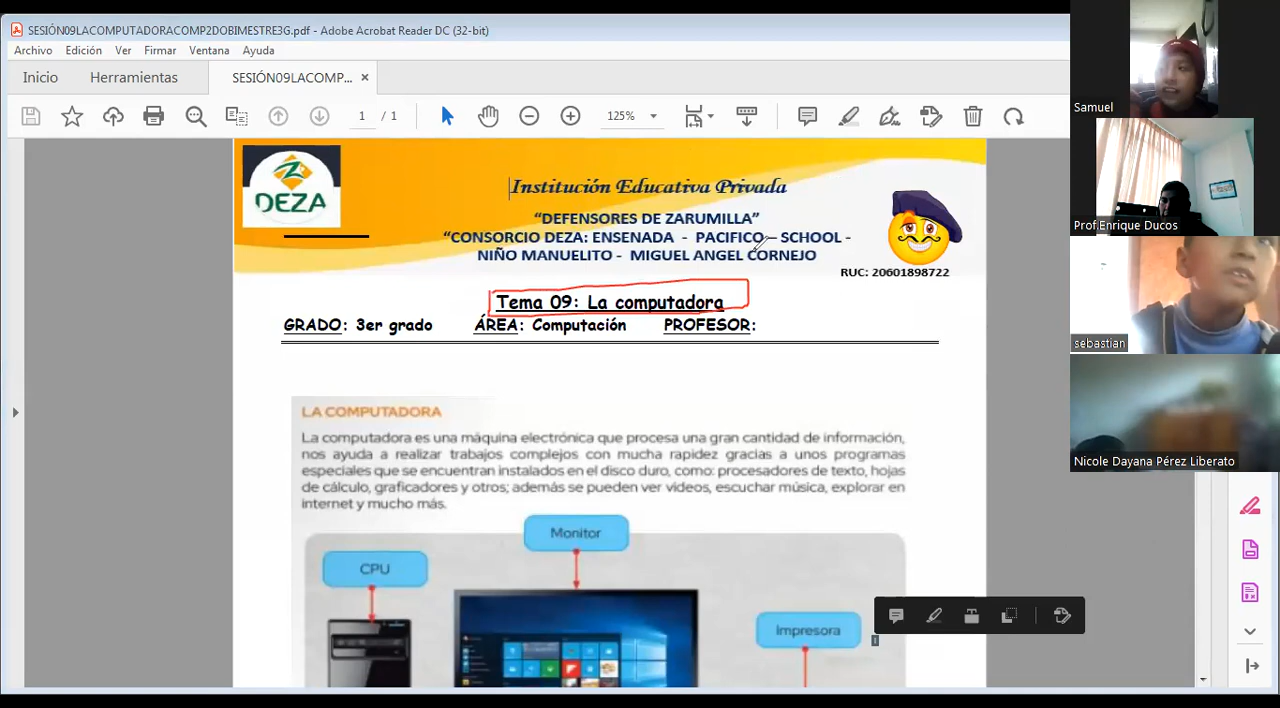 SESIÓN09LACOMPUTADORACOMP2DOBIMESTRE3G.pdf - Adobe Acrobat Reader DC (32-bit)
Archivo Edición Ver Firmar Ventana Ayuda
Inicio Herramientas SESIÓN09LACOMP... ×
1 / 1 125%
DEZA
Institución Educativa Privada
“DEFENSORES DE ZARUMILLA”
“CONSORCIO DEZA: ENSENADA - PACIFICO – SCHOOL -
NIÑO MANUELITO - MIGUEL ANGEL CORNEJO
RUC: 20601898722
Tema 09: La computadora
GRADO: 3er grado ÁREA: Computación PROFESOR:
LA COMPUTADORA
La computadora es una máquina electrónica que procesa una gran cantidad de información,
nos ayuda a realizar trabajos complejos con mucha rapidez gracias a unos programas
especiales que se encuentran instalados en el disco duro, como: procesadores de texto, hojas
de cálculo, graficadores y otros; además se pueden ver videos, escuchar música, explorar en
internet y mucho más.
Monitor
CPU
Impresora
Samuel
Prof.Enrique Ducos
sebastian
Nicole Dayana Pérez Liberato